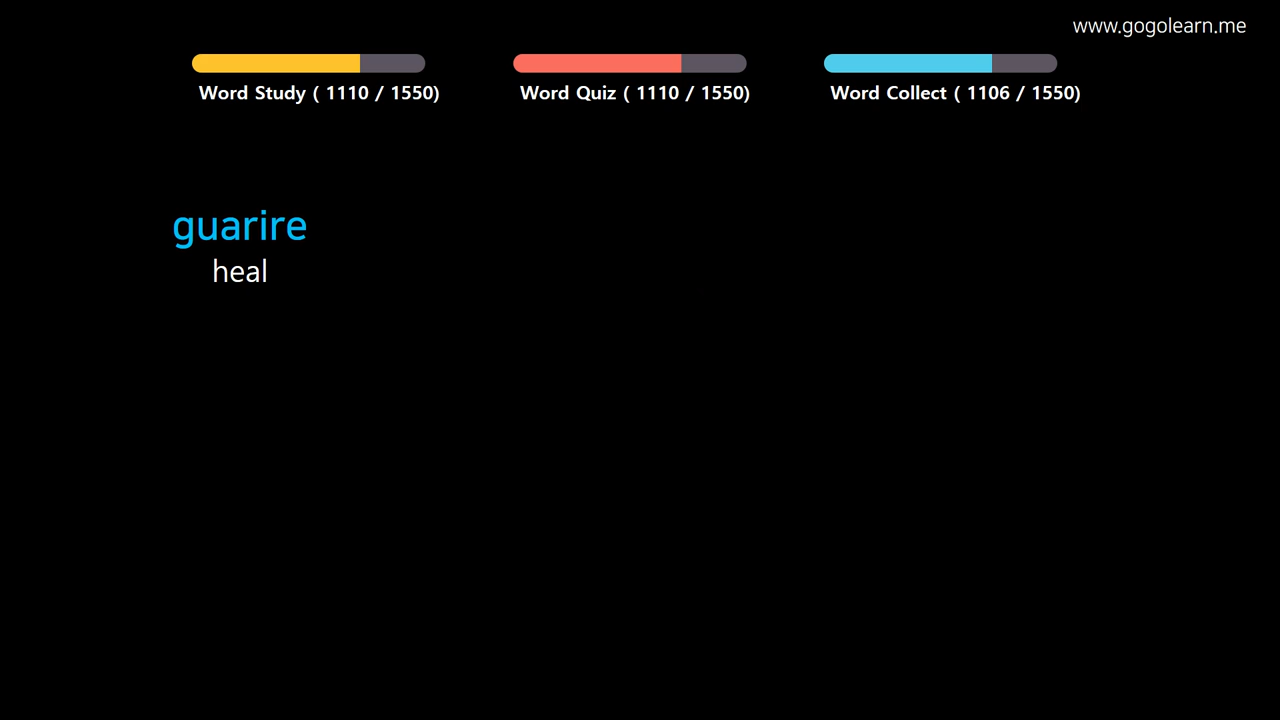 www.gogolearn.me
Word Study ( 1110 / 1550)
Word Quiz ( 1110 / 1550)
Word Collect ( 1106 / 1550)
guarire
heal